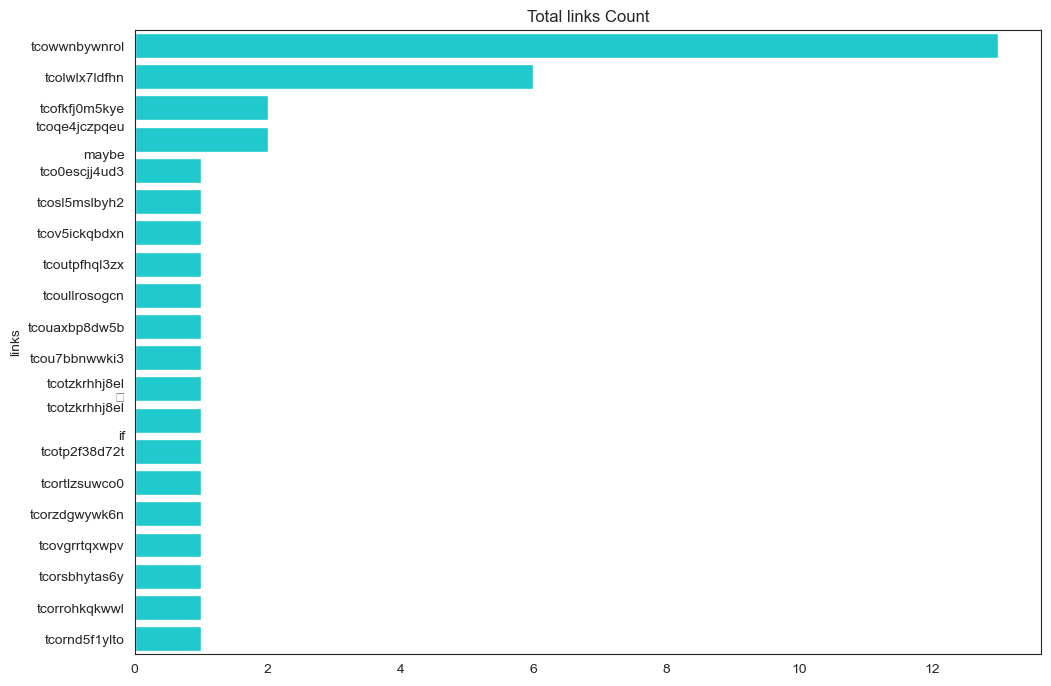 Total links Count
tcowwnbywnrol
tcolwlx7ldfhn
tcofkfj0m5kye
tcoqe4jczpqeu
maybe
tco0escjj4ud3
tcosl5mslbyh2
tcov5ickqbdxn
tcoutpfhql3zx
tcoullrosogcn
tcouaxbp8dw5b
tcou7bbnwwki3
tcotzkrhhj8el
tcotzkrhhj8el
if
tcotp2f38d72t
tcortlzsuwco0
tcorzdgwywk6n
tcovgrrtqxwpv
tcorsbhytas6y
tcorrohkqkwwl
tcornd5f1ylto
links
0 2 4 6 8 10 12